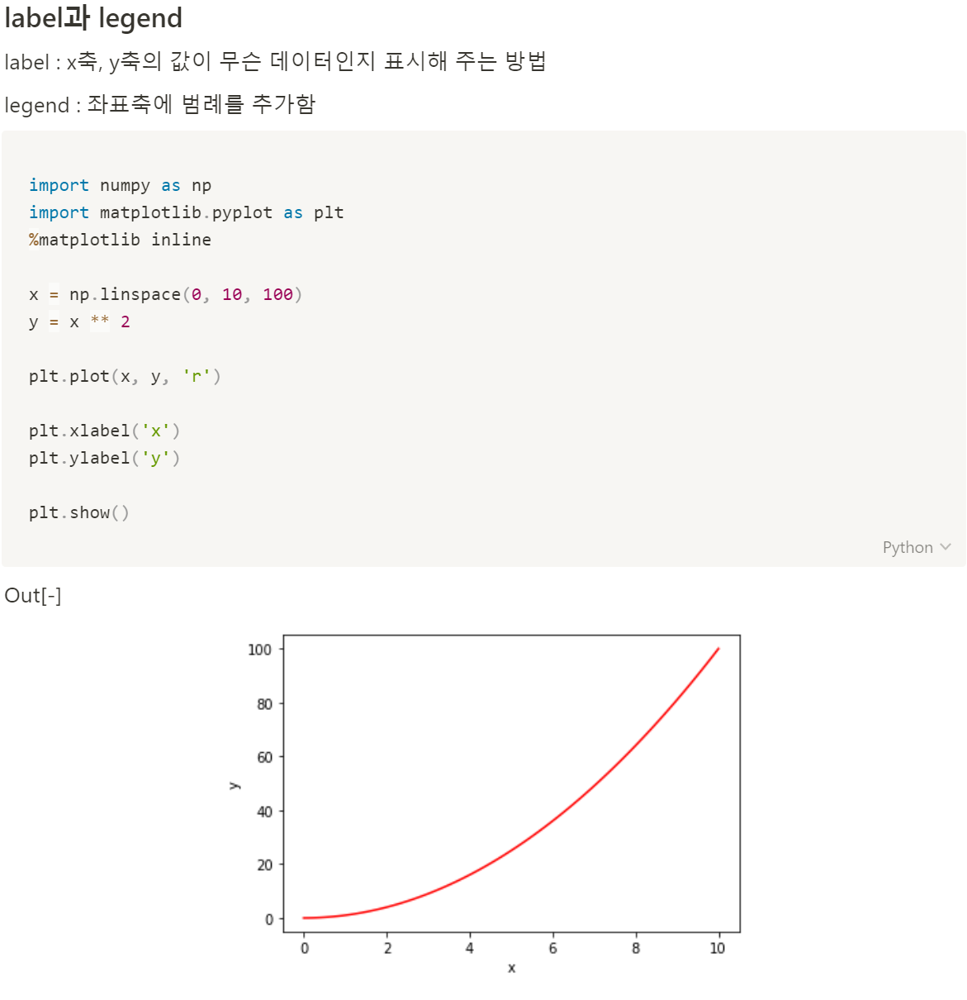 label과 legend
label : x축, y축의 값이 무슨 데이터인지 표시해 주는 방법
legend : 좌표축에 범례를 추가함
import numpy as np
import matplotlib.pyplot as plt
%matplotlib inline
x = np.linspace(0, 10, 100)
y = x ** 2
plt.plot(x, y, 'r')
plt.xlabel('x')
plt.ylabel('y')
plt.show()
Python
Out[-]
100
80
60
y
40
20
0
0 2 4 6 8 10
x